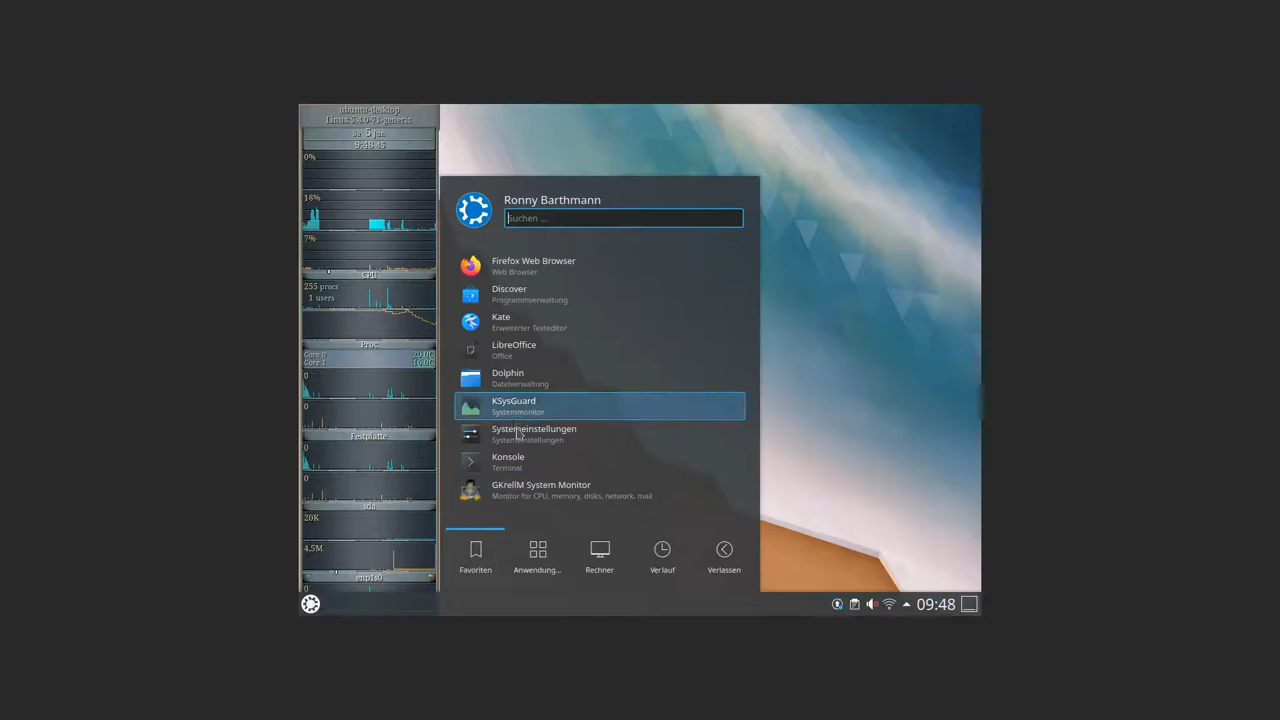 ubuntu-desktop
Linux 5.4.0-71-generic
Sa 5 Jun
9:48 45
0%
18%
7%
CPU
255 procs
1 users
Proc
Core 0 20.0C
Core 1 16.0C
0
0
Festplatte
0
0
sda
20K
4.5M
enp1s0
0
Ronny Barthmann
Suchen ...
Firefox Web Browser
Web Browser
Discover
Programmverwaltung
Kate
Erweiterter Texteditor
LibreOffice
Office
Dolphin
Dateiverwaltung
KSysGuard
Systemmonitor
Systemeinstellungen
Systemeinstellungen
Konsole
Terminal
GKrellM System Monitor
Monitor for CPU, memory, disks, network, mail
Favoriten
Anwendung...
Rechner
Verlauf
Verlassen
09:48